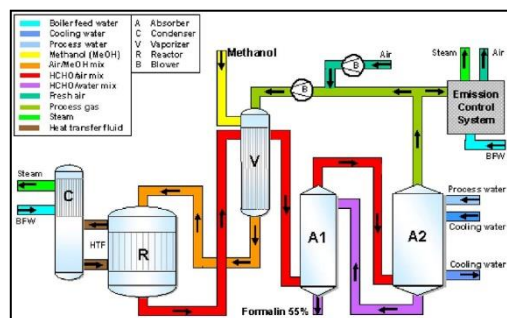 Boiler feed water
Cooling water
Process water
Methanol (MeOH)
Air/MeOH mix
HCHO/air mix
HCHO/water mix
Fresh air
Process gas
Steam
Heat transfer fluid
A Absorber
C Condenser
V Vaporizer
R Reactor
B Blover
Methanol
Air
B
B
Steam
Air
Emission
Control
System
BFW
V
Steam
C
BFW
HTF
R
A1
A2
Process water
Cooling water
Cooling water
Formalin 55%